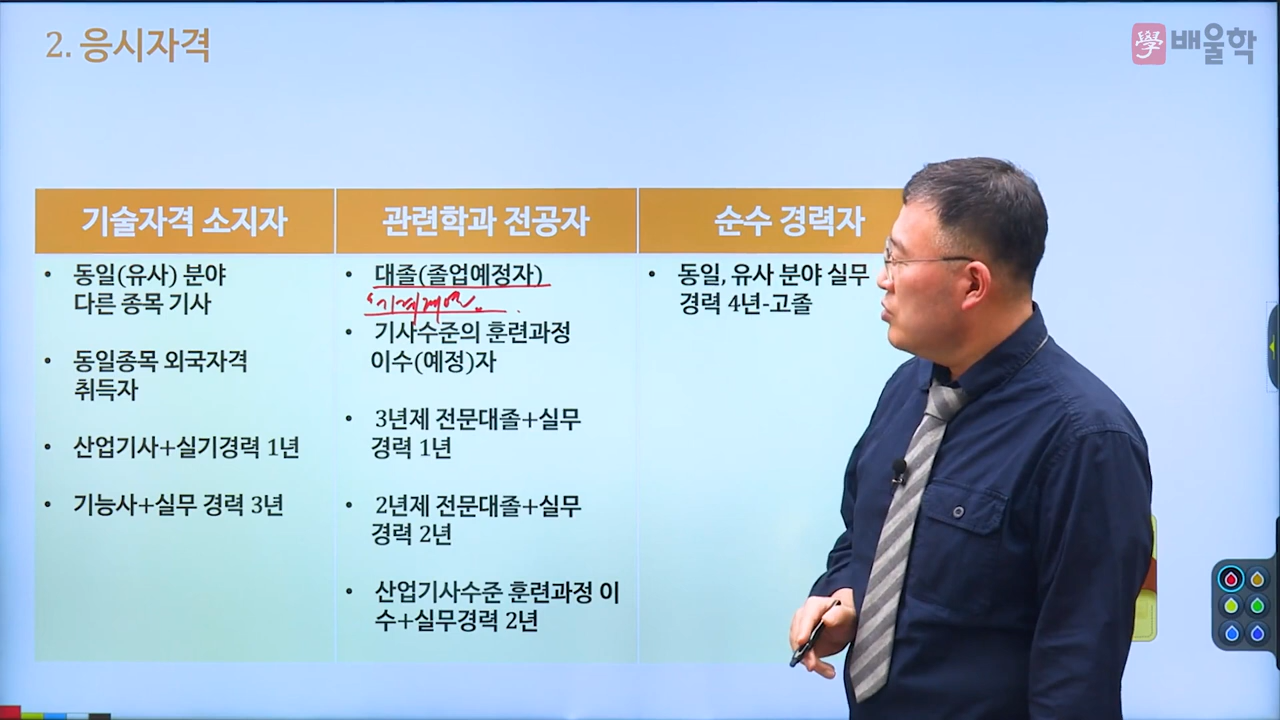 2. 응시자격
學 배울학
기술자격 소지자
• 동일(유사) 분야
다른 종목 기사
• 동일종목 외국자격
취득자
• 산업기사+실기경력 1년
• 기능사+실무 경력 3년
관련학과 전공자
• 대졸(졸업예정자)
• 기사수준의 훈련과정
이수(예정)자
• 3년제 전문대졸+실무
경력 1년
• 2년제 전문대졸+실무
경력 2년
• 산업기사수준 훈련과정 이
수+실무경력 2년
순수 경력자
• 동일, 유사 분야 실무
경력 4년-고졸